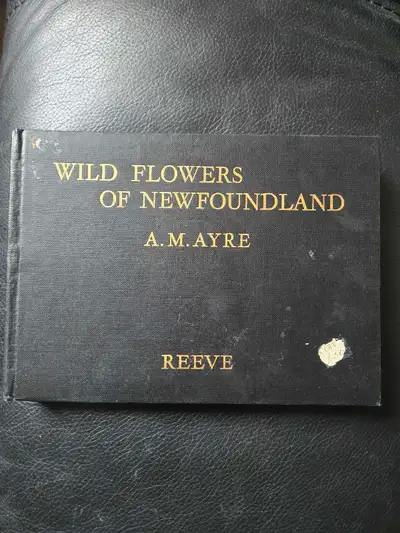 WILD FLOWERS
OF NEWFOUNDLAND
A. M. AYRE
REEVE